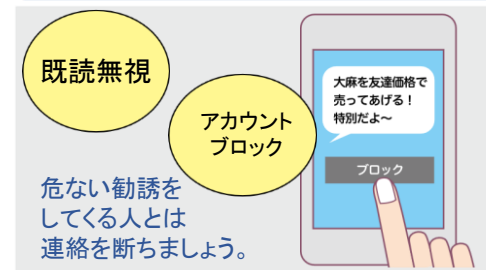 既読無視
アカウント
ブロック
大麻を友達価格で
売ってあげる！
特別だよ～
ブロック
危ない勧誘を
してくる人とは
連絡を断ちましょう。